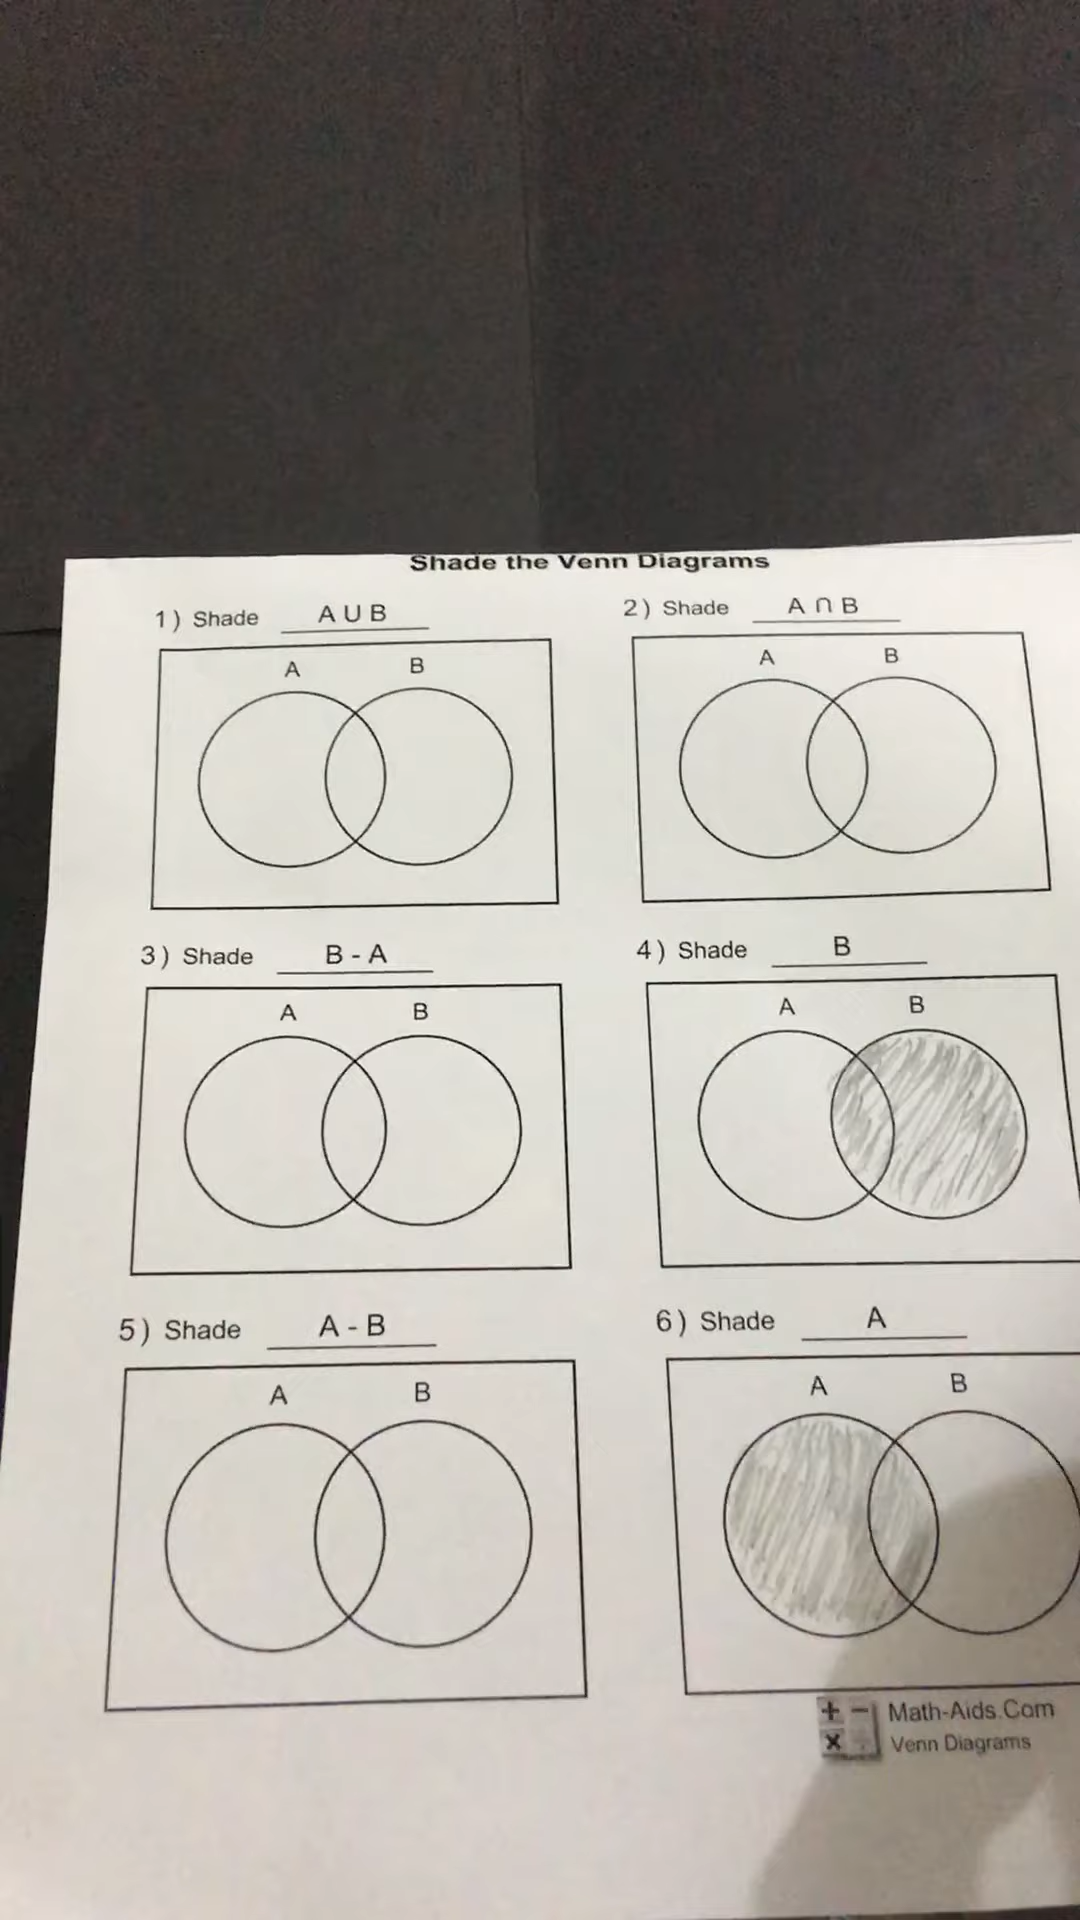 Shade the Venn Diagrams
1) Shade A U B
A B
2) Shade A ∩ B
A B
3) Shade B - A
A B
4) Shade B
A B
5) Shade A - B
A B
6) Shade A
A B
+ -
×
Math-Aids.Com
Venn Diagrams